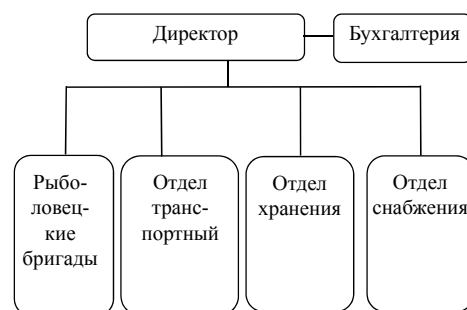 Директор
Бухгалтерия
Рыбо-
ловец-
кие
бригады
Отдел
транс-
портный
Отдел
хранения
Отдел
снабжения